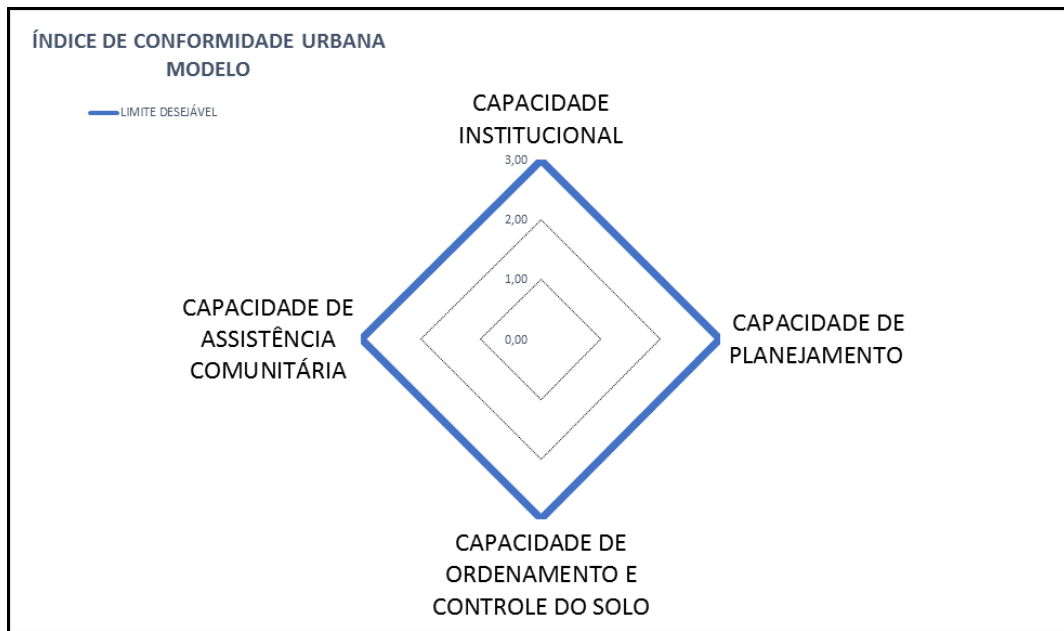 ÍNDICE DE CONFORMIDADE URBANA
MODELO
LIMITE DESEJÁVEL
CAPACIDADE
INSTITUCIONAL
3,00
2,00
1,00
0,00
CAPACIDADE DE
ASSISTÊNCIA
COMUNITÁRIA
CAPACIDADE DE
PLANEJAMENTO
CAPACIDADE DE
ORDENAMENTO E
CONTROLE DO SOLO